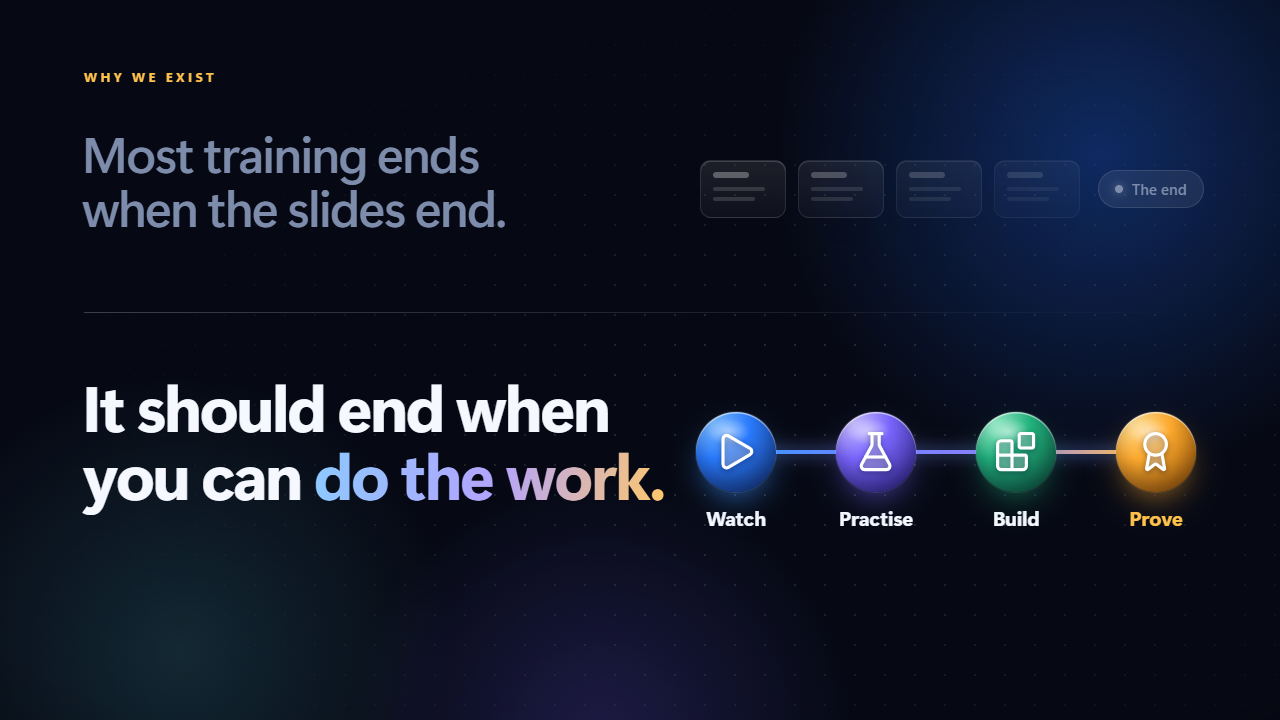 WHY WE EXIST
Most training ends
when the slides end.
The end
It should end when
you can do the work.
Watch
Practise
Build
Prove